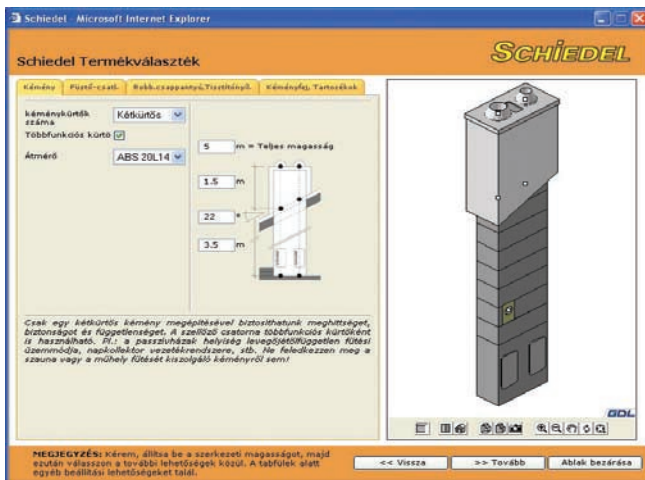 Schiedel - Microsoft Internet Explorer
Schiedel Termékválaszték
SCHIEDEL
Kémény
Füstő-csatl.
Robb.csappantyú,Tisztítónyíl.
Kéményfej, Tartozékok
kéménykürtők száma
Kétkürtős
Többfunkciós kürtő
Átmérő
ABS 20L14
5 m = Teljes magasság
1.5 m
22 °
3.5 m
Csak egy kétkürtős kémény megépítésével biztosíthatunk meghittséget,
biztonságot és függetlenséget. A szellőző csatorna többfunkciós kürtőként
is használható. Pl.: a passzívházak helyiség levegőjétőlfüggetlen fűtési
üzemmódja, napkollektor vezetékrendszere, stb. Ne feledkezzen meg a
szauna vagy a műhely fűtését kiszolgáló kéményről sem!
GDL
MEGJEGYZÉS: Kérem, állítsa be a szerkezeti magasságot, majd
ezután válasszon a további lehetőségek közül. A tabfülek alatt
egyéb beállítási lehetőségeket talál.
<< Vissza
>> Tovább
Ablak bezárása